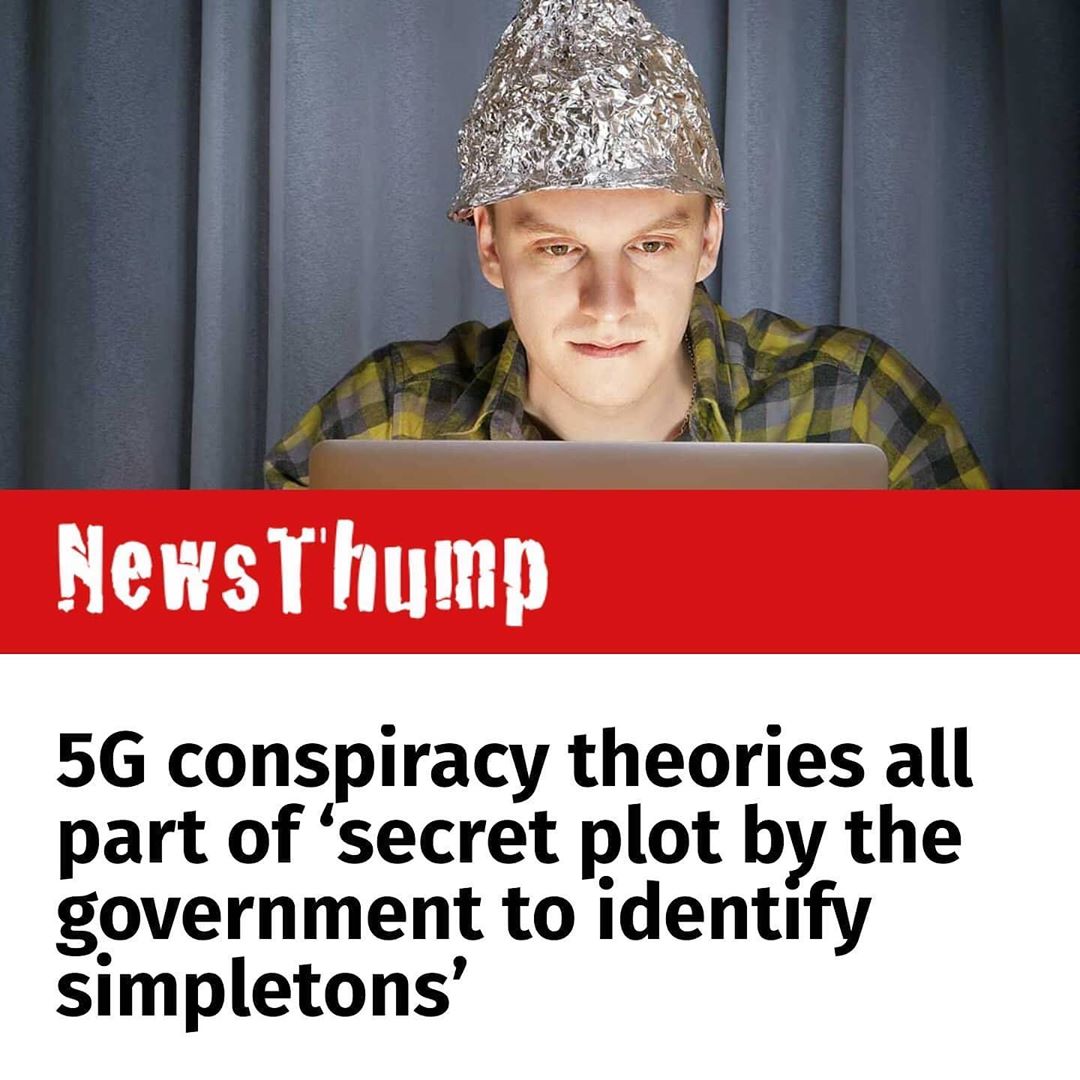 NewsThump
5G conspiracy theories all
part of ‘secret plot by the
government to identify
simpletons’